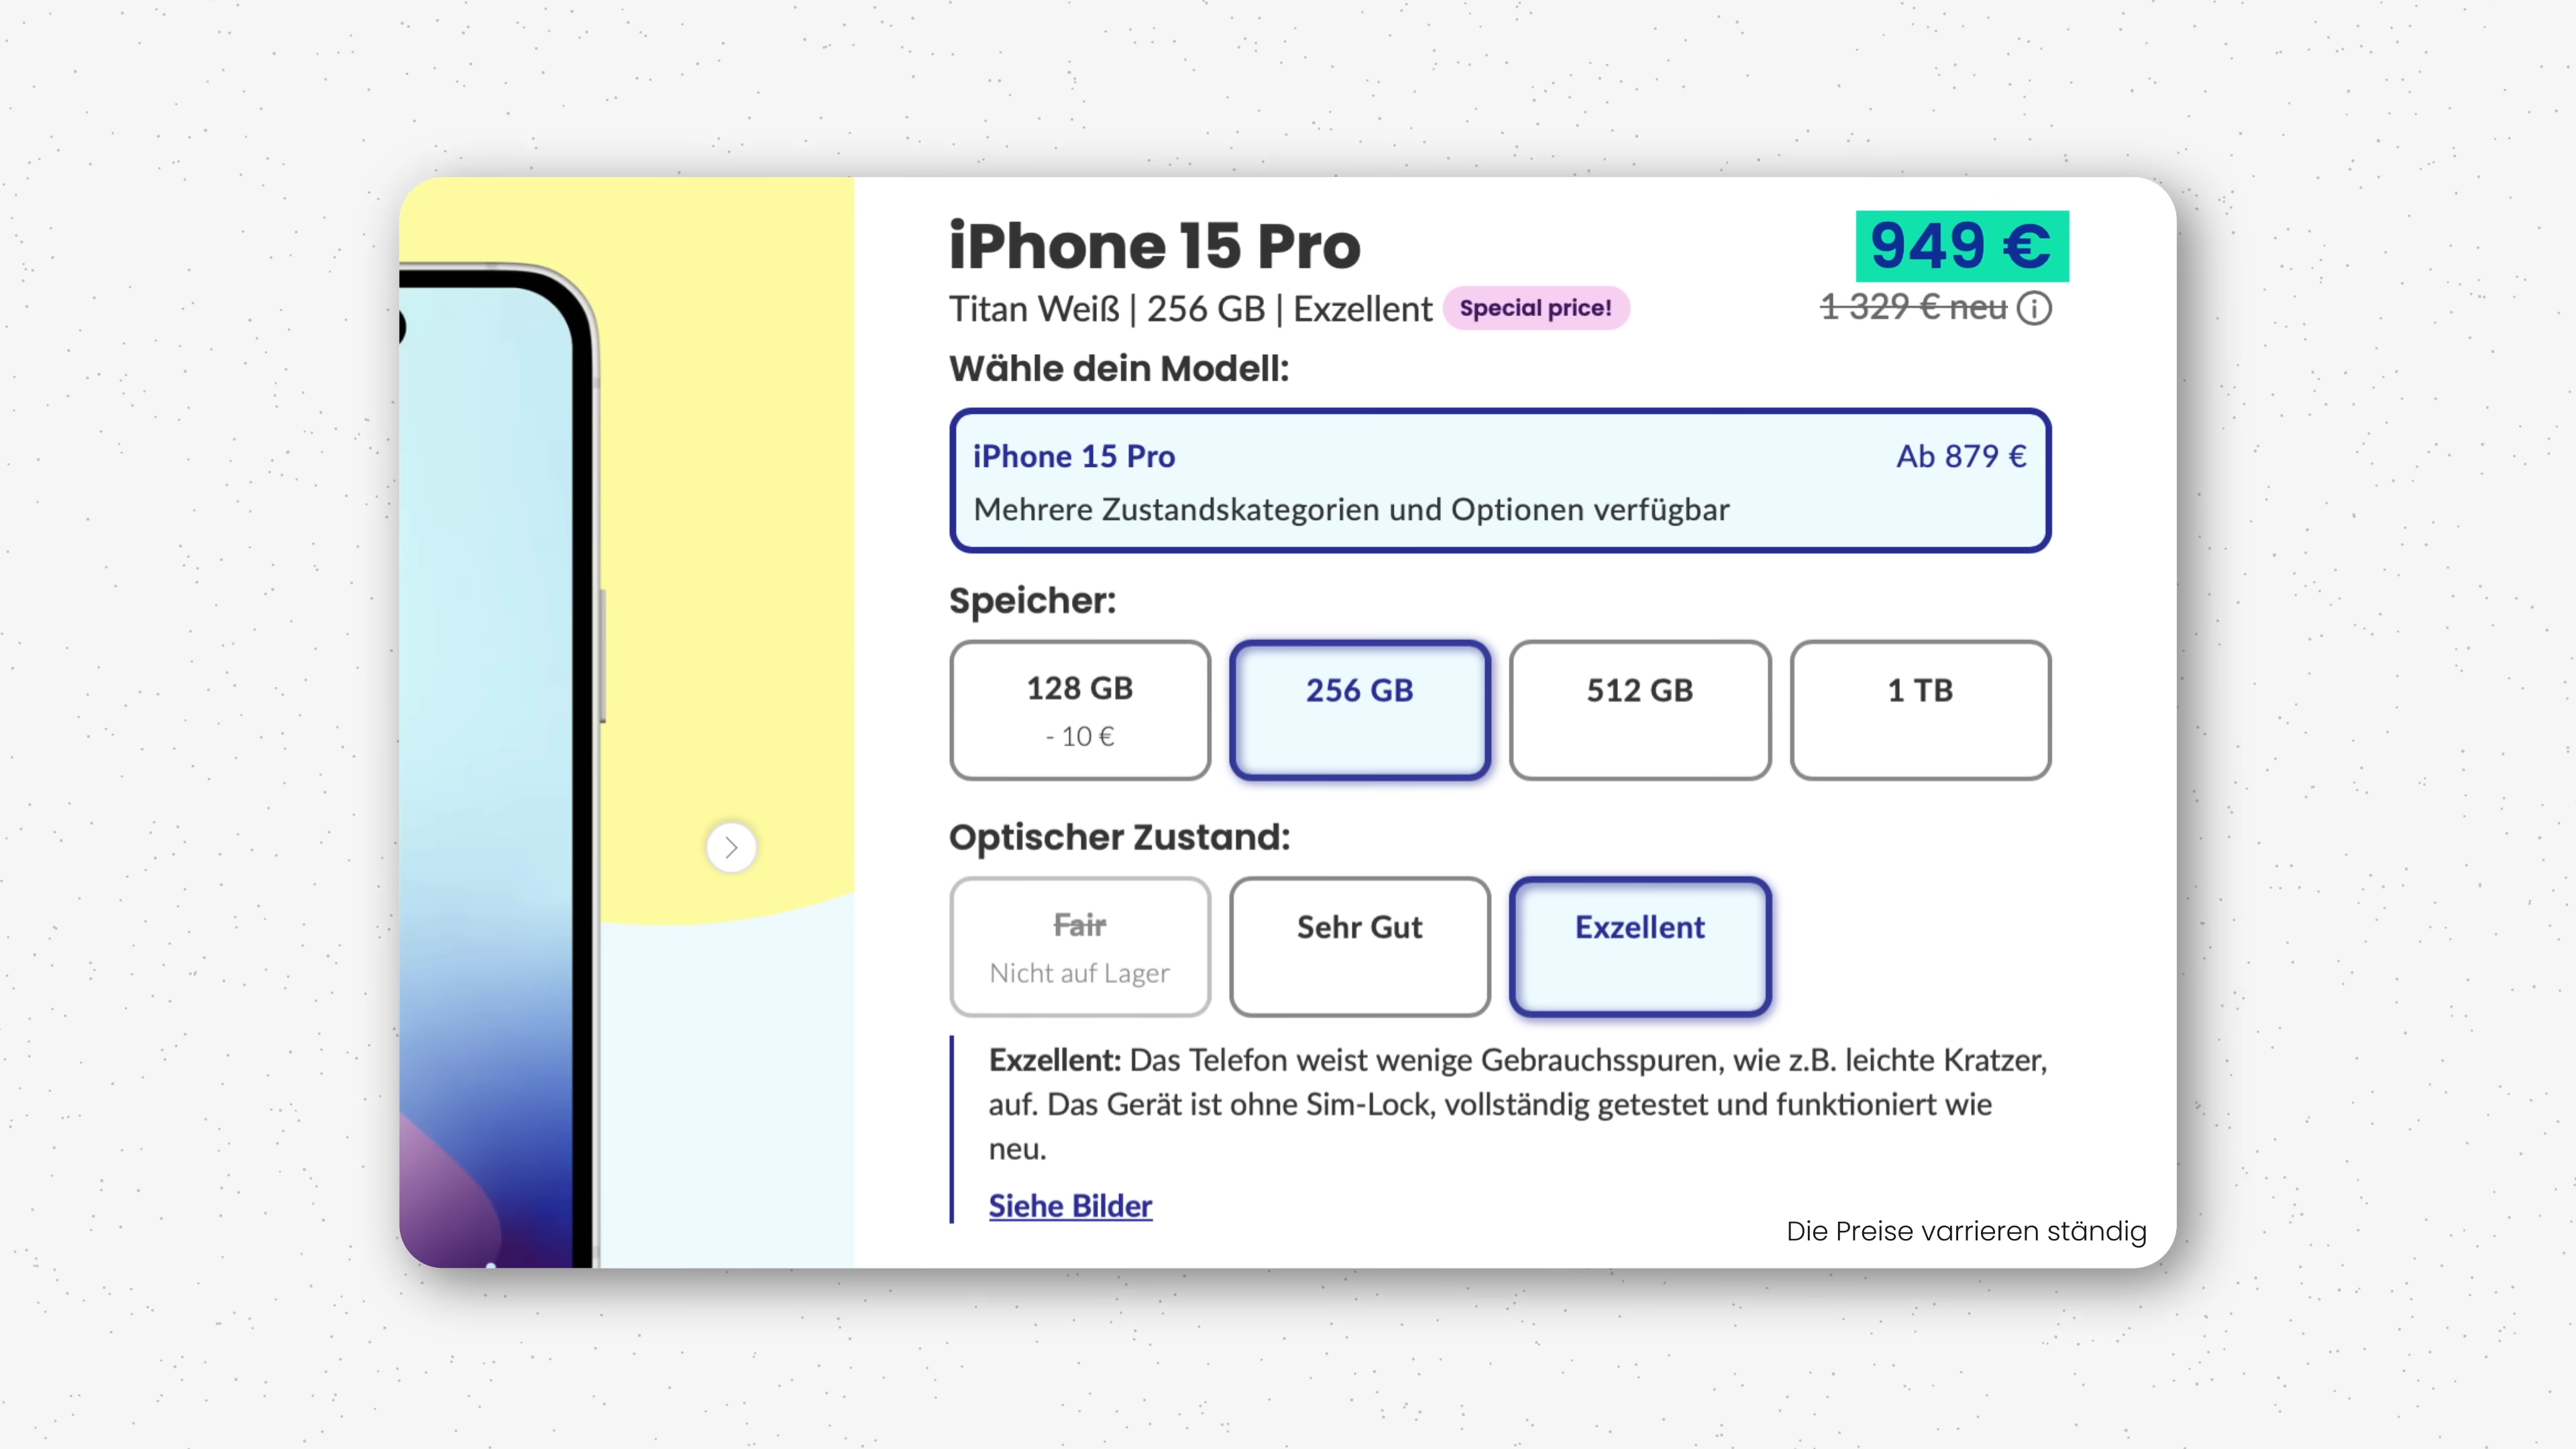 iPhone 15 Pro
949 €
Titan Weiß | 256 GB | Exzellent Special price!
1 329 € neu
Wähle dein Modell:
iPhone 15 Pro Ab 879 €
Mehrere Zustandskategorien und Optionen verfügbar
Speicher:
128 GB 256 GB 512 GB 1 TB
- 10 €
Optischer Zustand:
Fair Sehr Gut Exzellent
Nicht auf Lager
Exzellent: Das Telefon weist wenige Gebrauchsspuren, wie z.B. leichte Kratzer,
auf. Das Gerät ist ohne Sim-Lock, vollständig getestet und funktioniert wie
neu.
Siehe Bilder
Die Preise varrieren ständig